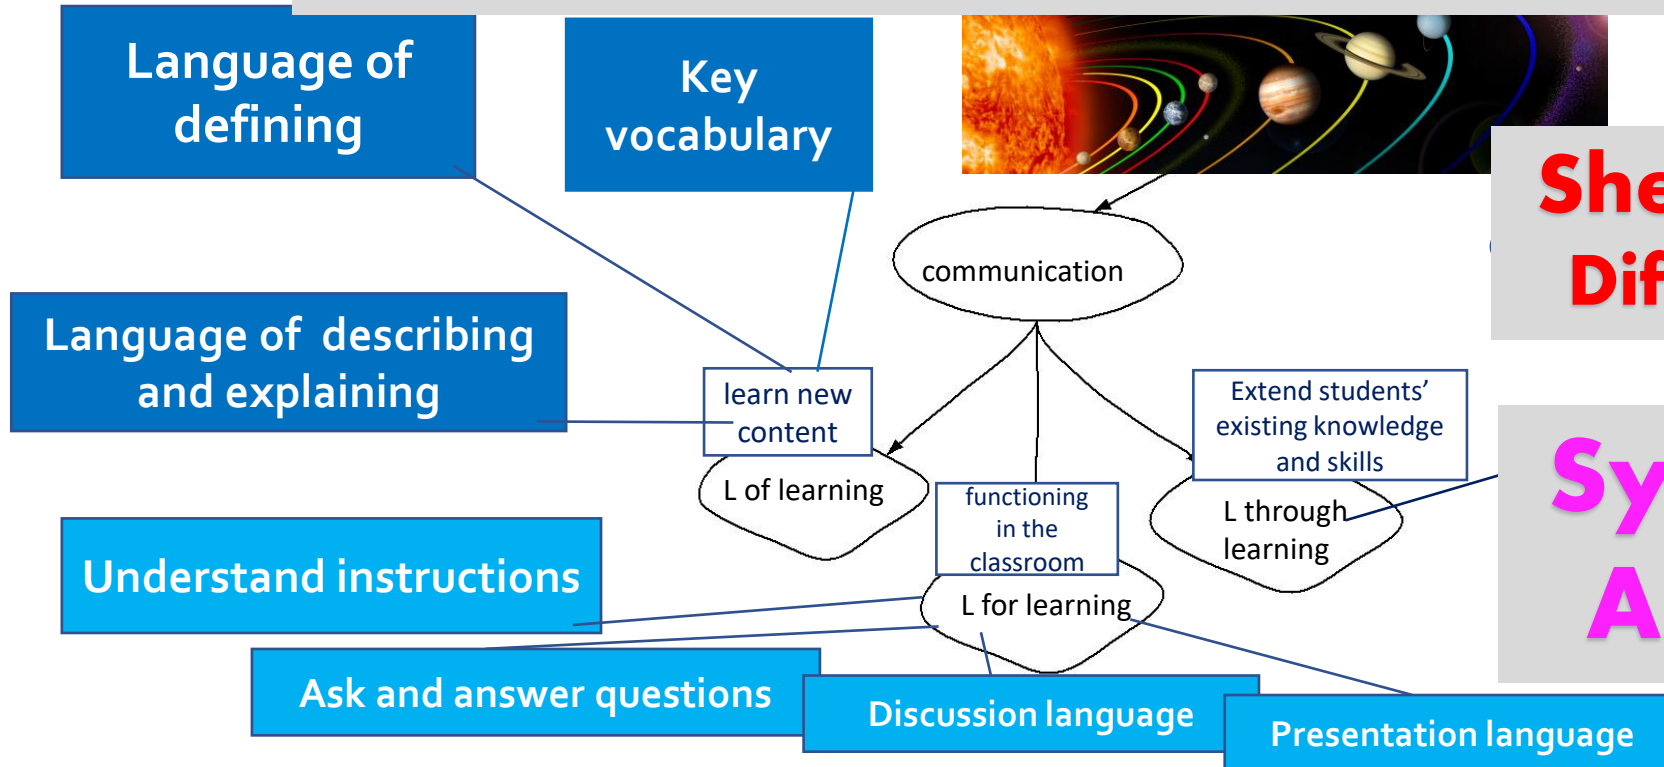 Language of
defining
Key
vocabulary
communication
Language of describing
and explaining
learn new
content
L of learning
functioning
in the
classroom
L for learning
Extend students'
existing knowledge
and skills
L through
learning
Understand instructions
Ask and answer questions
Discussion language
Presentation language